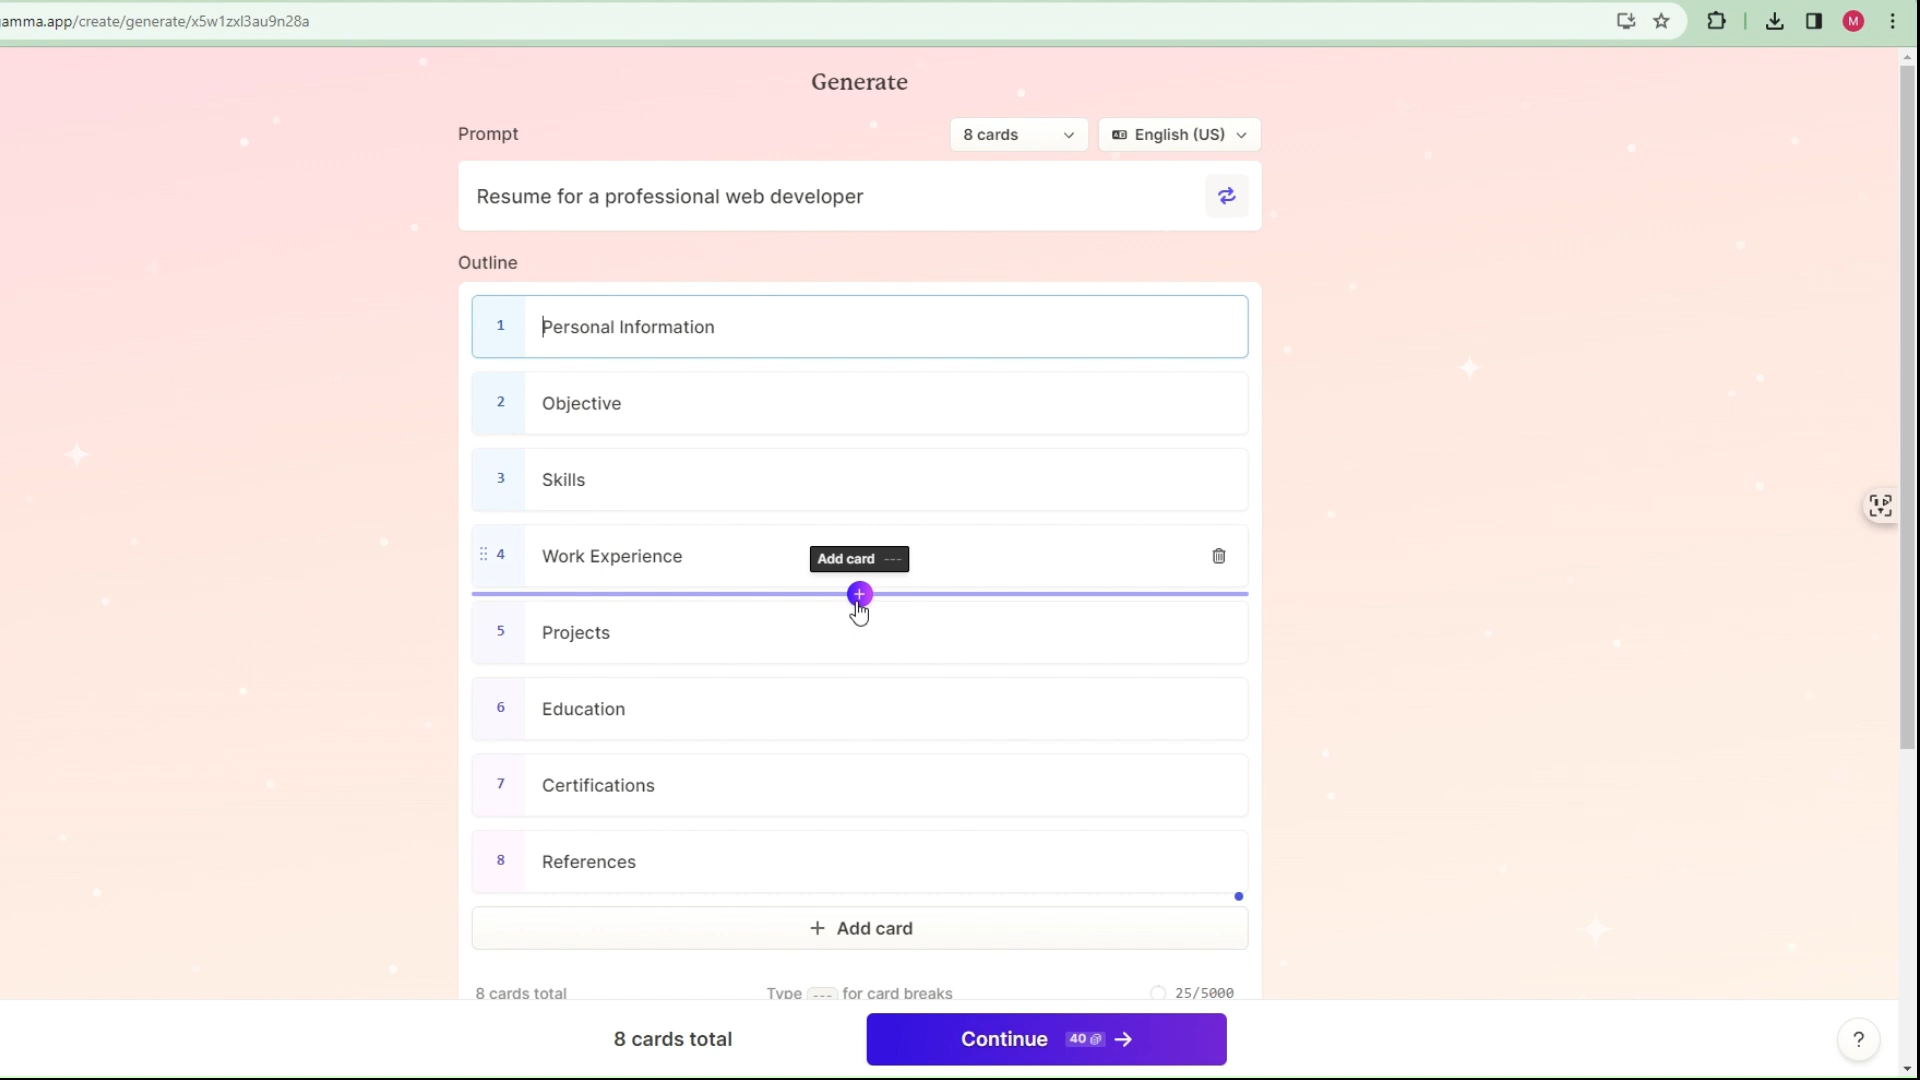 gamma.app/create/generate/x5w1zxl3au9n28a
M
Generate
Prompt
8 cards
English (US)
Resume for a professional web developer
Outline
1 Personal Information
2 Objective
3 Skills
4 Work Experience
Add card ---
5 Projects
6 Education
7 Certifications
8 References
+ Add card
8 cards total
Type --- for card breaks
25/5000
8 cards total
Continue 40 →
?